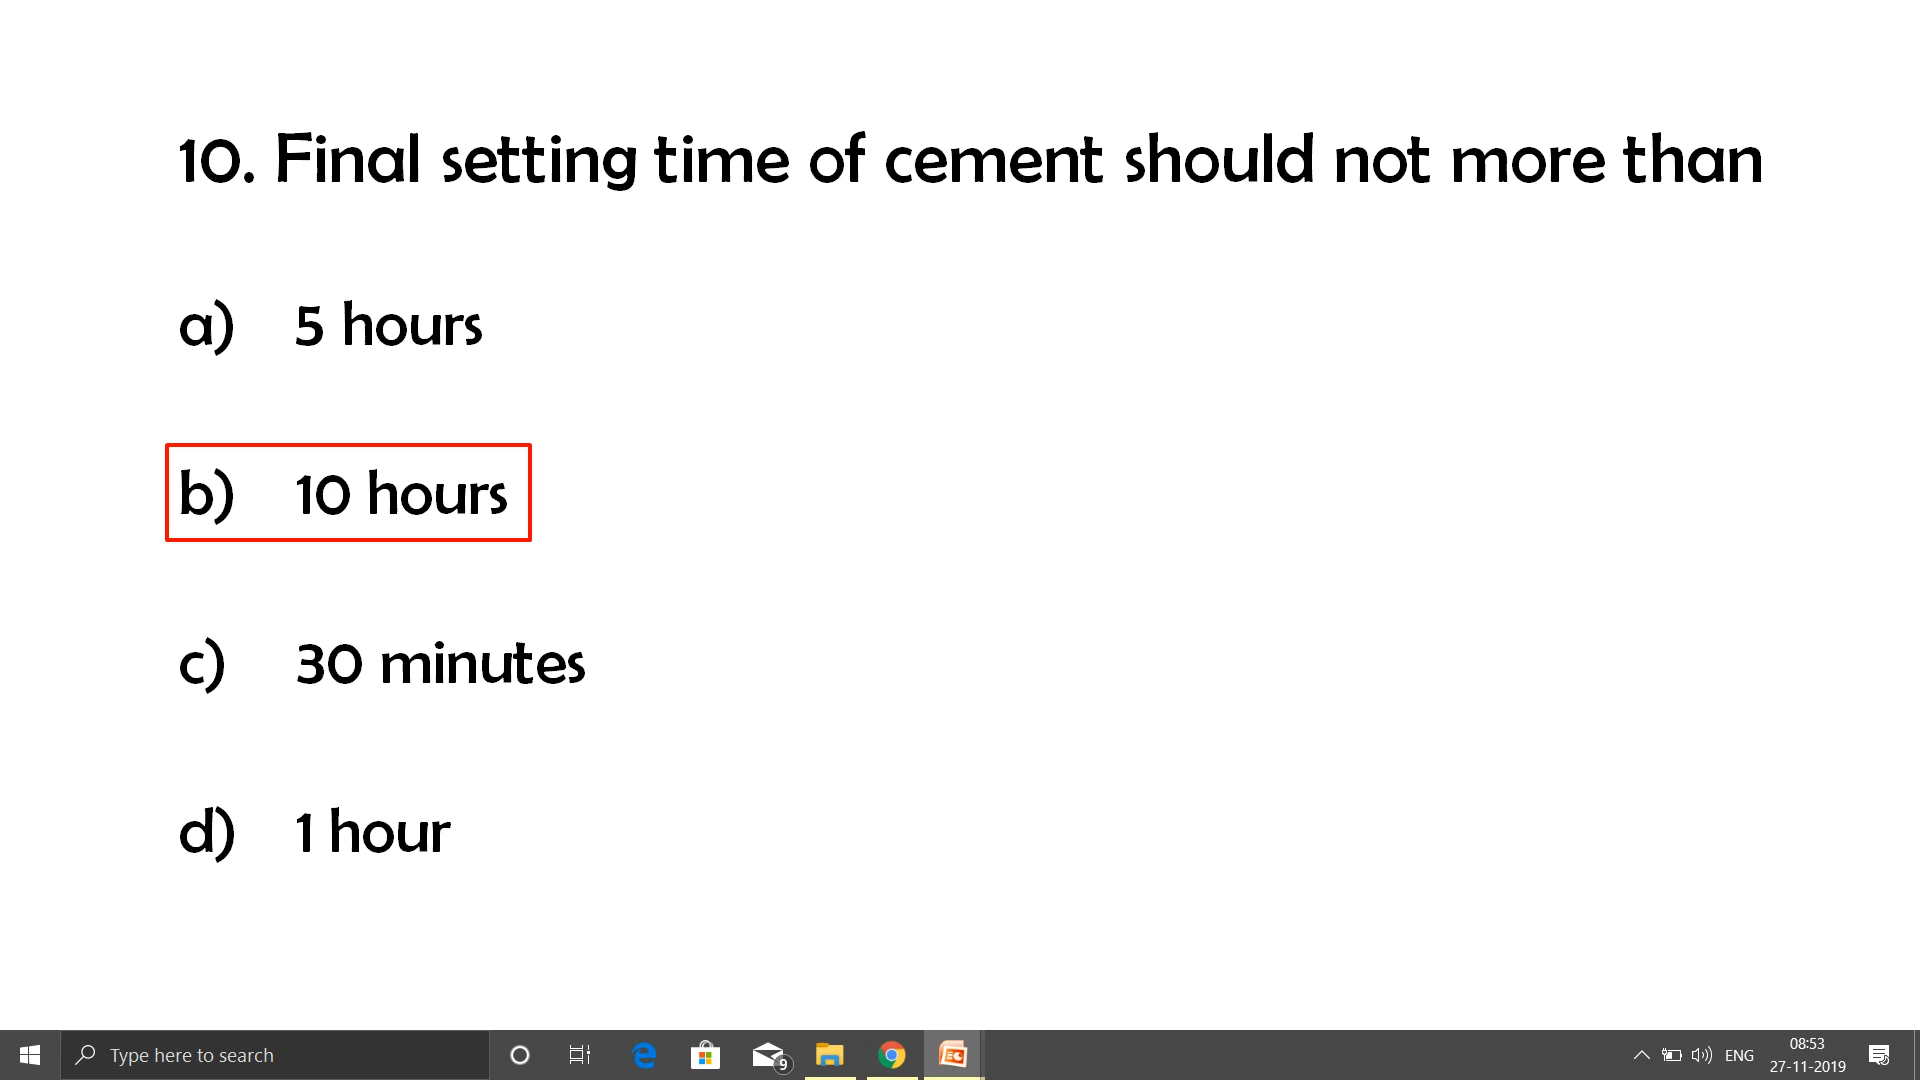 10. Final setting time of cement should not more than
a) 5 hours
b) 10 hours
c) 30 minutes
d) 1 hour
Type here to search
9
ENG
08:53
27-11-2019